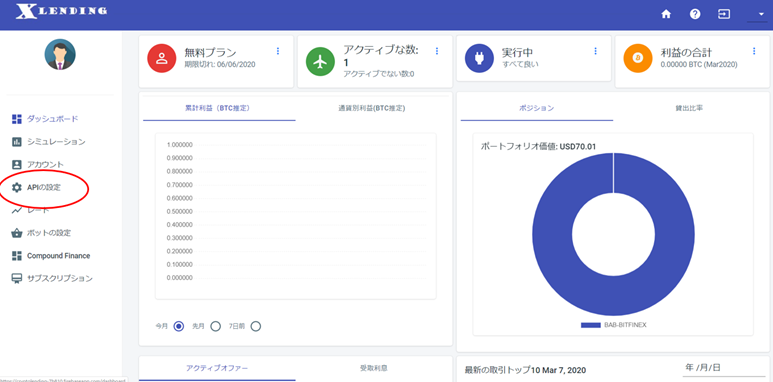 XLENDING
無料プラン
期限切れ: 06/06/2020
アクティブな数:
1
アクティブでない数:0
実行中
すべて良い
利益の合計
0.00000 BTC (Mar2020)
ダッシュボード
シミュレーション
アカウント
APIの設定
レート
ボットの設定
Compound Finance
サブスクリプション
累計利益（BTC推定）
通貨別利益(BTC推定)
1.000000
0.900000
0.800000
0.700000
0.600000
0.500000
0.400000
0.300000
0.200000
0.100000
0.000000
今月
先月
7日前
ポジション
貸出比率
ポートフォリオ価値: USD70.01
BAB-BITFINEX
アクティブオファー
受取利息
最新の取引トップ10 Mar 7, 2020
年 /月/日